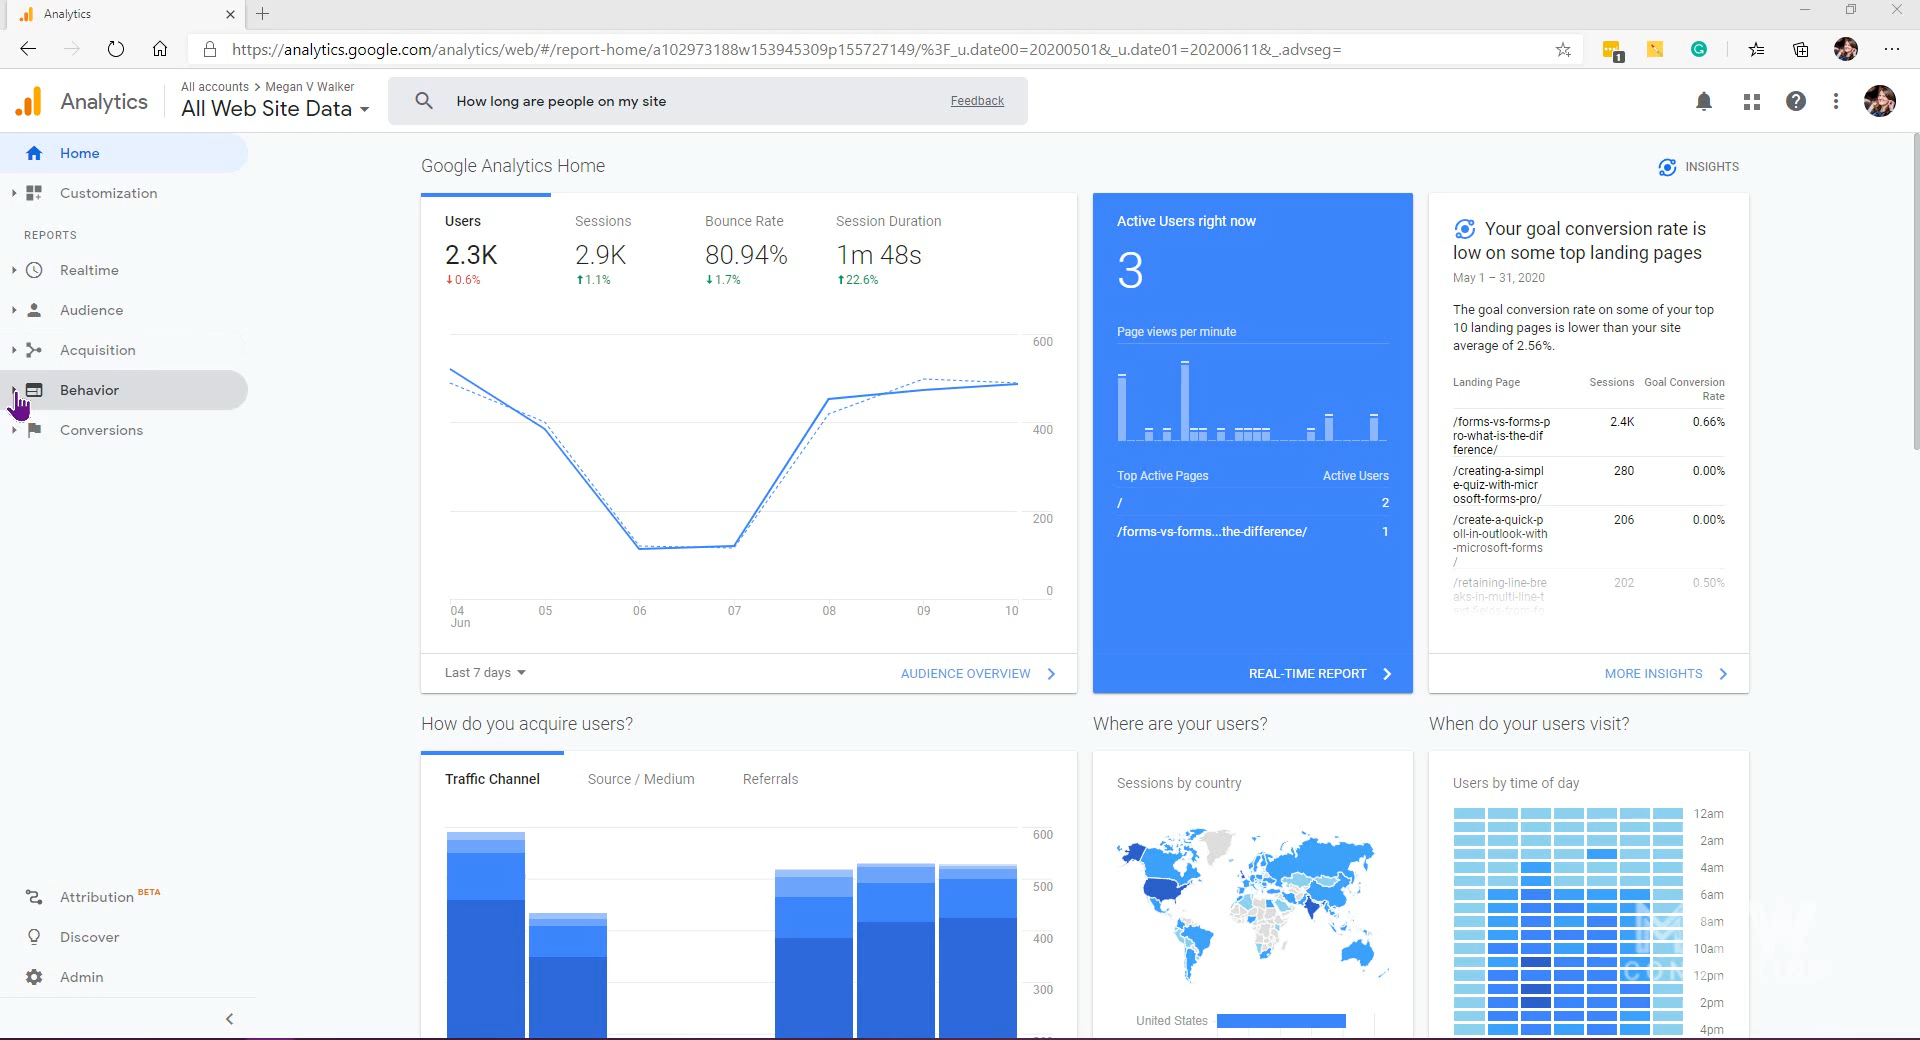 Analytics
https://analytics.google.com/analytics/web/#/report-home/a102973188w153945309p155727149/%3F_u.date00=20200501&_u.date01=20200611&_.advseg=
1
Analytics
All accounts > Megan V Walker
All Web Site Data
How long are people on my site
Feedback
Home
Customization
REPORTS
Realtime
Audience
Acquisition
Behavior
Conversions
Attribution BETA
Discover
Admin
Google Analytics Home
INSIGHTS
Users
2.3K
0.6%
Sessions
2.9K
1.1%
Bounce Rate
80.94%
1.7%
Session Duration
1m 48s
22.6%
600
400
200
0
04 05 06 07 08 09 10
Jun
Last 7 days
AUDIENCE OVERVIEW
Active Users right now
3
Page views per minute
Top Active Pages Active Users
/ 2
/forms-vs-forms...the-difference/ 1
REAL-TIME REPORT
Your goal conversion rate is
low on some top landing pages
May 1 – 31, 2020
The goal conversion rate on some of your top
10 landing pages is lower than your site
average of 2.56%.
Landing Page Sessions Goal Conversion
Rate
/forms-vs-forms-p 2.4K 0.66%
ro-what-is-the-dif
ference/
/creating-a-simpl 280 0.00%
e-quiz-with-micr
osoft-forms-pro/
/create-a-quick-p 206 0.00%
oll-in-outlook-with
-microsoft-forms
/
/retaining-line-bre 202 0.50%
aks-in-multi-line-t
MORE INSIGHTS
How do you acquire users?
Traffic Channel
Source / Medium
Referrals
600
500
400
300
Where are your users?
Sessions by country
United States
When do your users visit?
Users by time of day
12am
2am
4am
6am
8am
10am
12pm
2pm
4pm